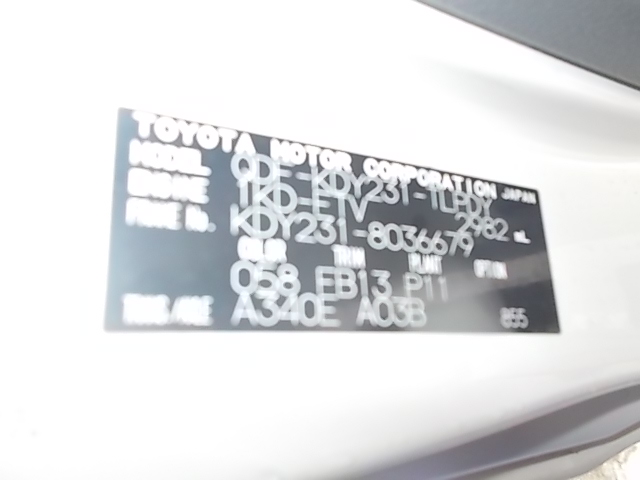 TOYOTA MOTOR CORPORATION JAPAN
MODEL QDF-KDY231-TLPDY
ENGINE 1KD-FTV 2982 mL
FRAME No. KDY231-8036679
COLOR TRIM PLANT OPTION
058 FB13 P11
TRANS/AXLE A340E A03B 855